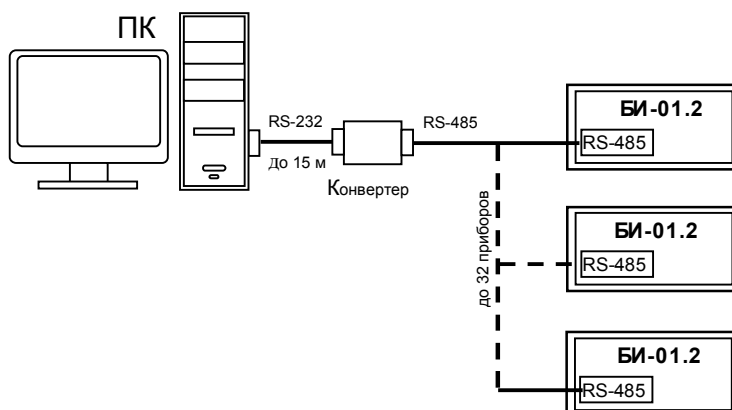 ПК
RS-232
До 15 м
Конвертер
RS-485
до 32 приборов
БИ-01.2
RS-485
БИ-01.2
RS-485
БИ-01.2
RS-485